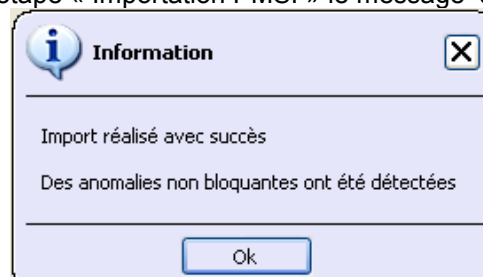 étape « Importation PMSI » le message
Information
Import réalisé avec succès
Des anomalies non bloquantes ont été détectées
Ok